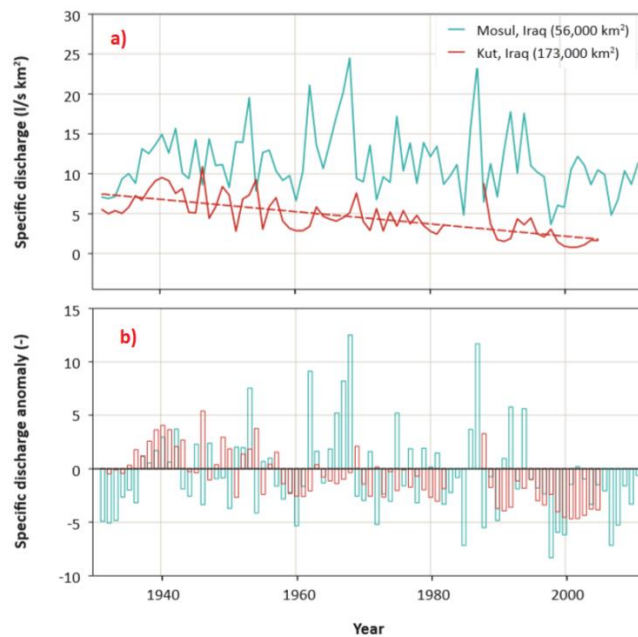 a)
Mosul, Iraq (56,000 km²)
Kut, Iraq (173,000 km²)
Specific discharge (l/s km²)
30
25
20
15
10
5
0
b)
Specific discharge anomaly (-)
15
10
5
0
-5
-10
1940
1960
1980
2000
Year